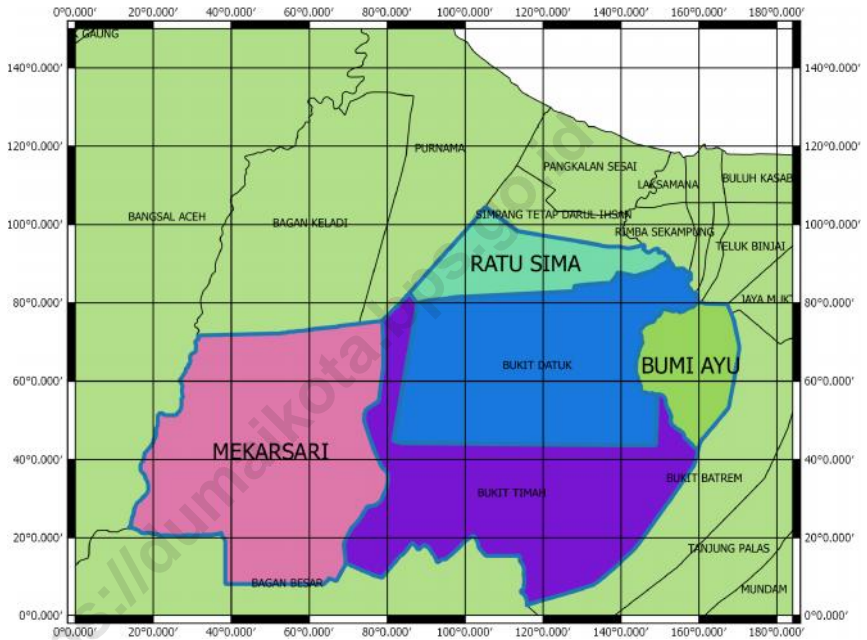 0°0.000' 20°0.000' 40°0.000' 60°0.000' 80°0.000' 100°0.000' 120°0.000' 140°0.000' 160°0.000' 180°0.000'
GAUNG
140°0.000' 140°0.000'
PURNAMA
120°0.000' 120°0.000'
PANGKALAN SESAI
LAKSAMANA
BULUH KASAB
BANGSAL ACEH
BAGAN KELADI
SIMPANG TETAP DARUL IHSAN
100°0.000' 100°0.000'
RIMBA SEKAMPUNG
TELUK BINJAI
RATU SIMA
80°0.000' 80°0.000'
JAYA MUKT
BUKIT DATUK
BUMI AYU
60°0.000' 60°0.000'
MEKARSARI
40°0.000' 40°0.000'
BUKIT BATREM
BUKIT TIMAH
20°0.000' 20°0.000'
TANJUNG PALAS
BAGAN BESAR
MUNDAM
0°0.000' 0°0.000'
0°0.000' 20°0.000' 40°0.000' 60°0.000' 80°0.000' 100°0.000' 120°0.000' 140°0.000' 160°0.000' 180°0.000'
s://dumaikota.bps.go.id